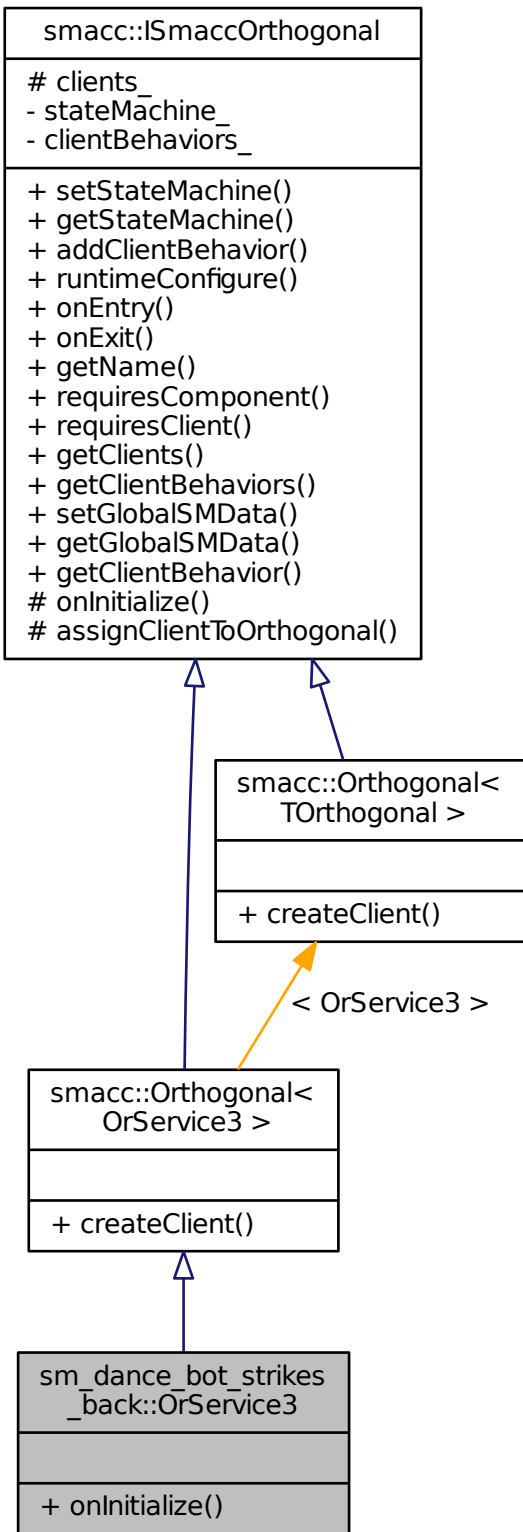 smacc::ISmaccOrthogonal
# clients_
- stateMachine_
- clientBehaviors_
+ setStateMachine()
+ getStateMachine()
+ addClientBehavior()
+ runtimeConfigure()
+ onEntry()
+ onExit()
+ getName()
+ requiresComponent()
+ requiresClient()
+ getClients()
+ getClientBehaviors()
+ setGlobalSMData()
+ getGlobalSMData()
+ getClientBehavior()
# onInitialize()
# assignClientToOrthogonal()
smacc::Orthogonal<
TOrthogonal >
+ createClient()
< OrService3 >
smacc::Orthogonal<
OrService3 >
+ createClient()
sm_dance_bot_strikes
_back::OrService3
+ onInitialize()